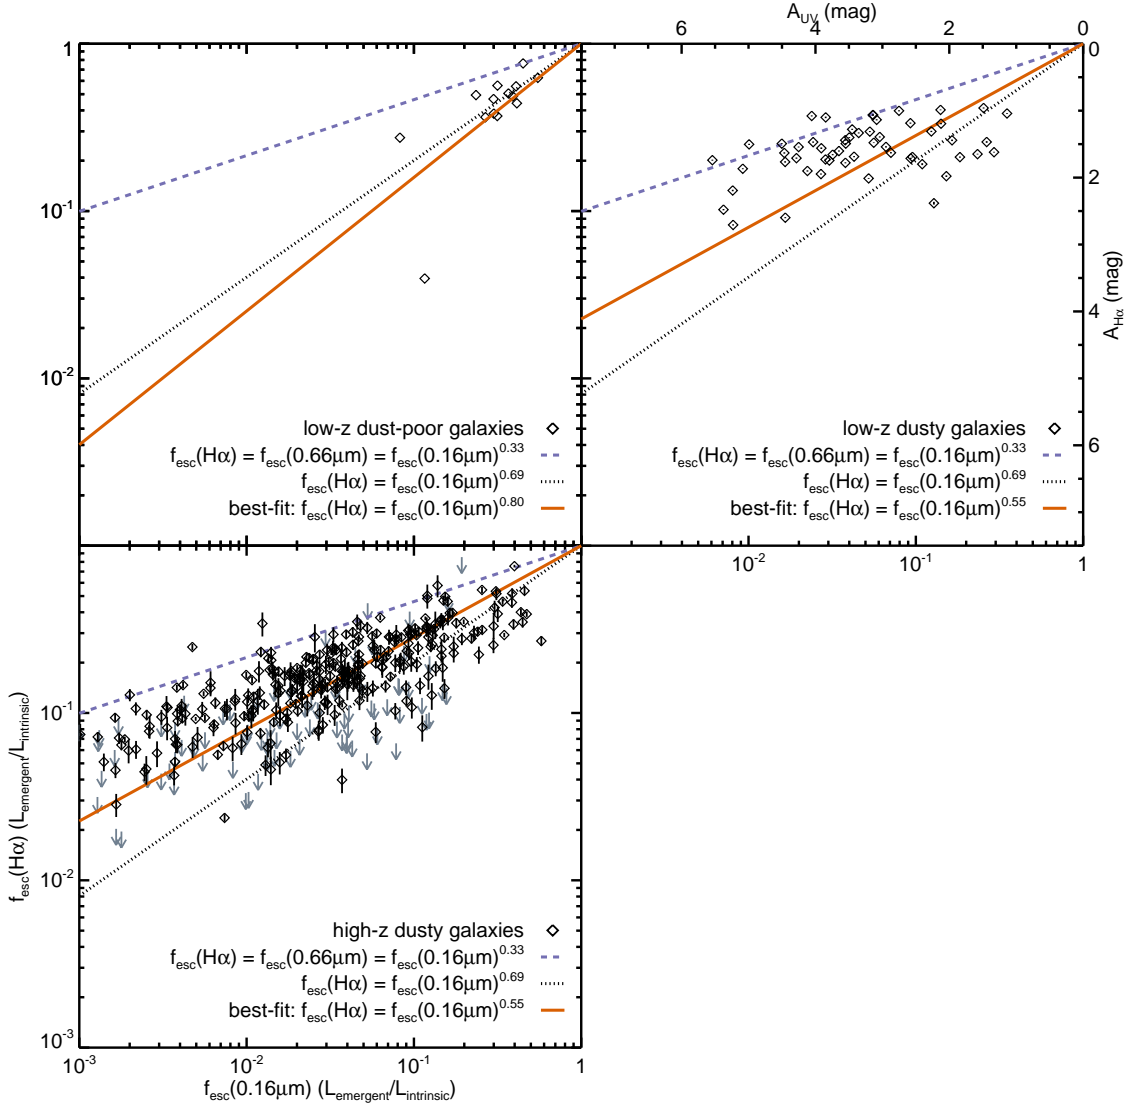 A_UV (mag)
6 4 2 0
1
10^-1
10^-2
low-z dust-poor galaxies
f_esc(Hα) = f_esc(0.66μm) = f_esc(0.16μm)^0.33
f_esc(Hα) = f_esc(0.16μm)^0.69
best-fit: f_esc(Hα) = f_esc(0.16μm)^0.80
low-z dusty galaxies
f_esc(Hα) = f_esc(0.66μm) = f_esc(0.16μm)^0.33
f_esc(Hα) = f_esc(0.16μm)^0.69
best-fit: f_esc(Hα) = f_esc(0.16μm)^0.55
0
2
4
6
A_Hα (mag)
10^-2 10^-1 1
f_esc(Hα) (L_emergent/L_intrinsic)
10^-1
10^-2
10^-3
high-z dusty galaxies
f_esc(Hα) = f_esc(0.66μm) = f_esc(0.16μm)^0.33
f_esc(Hα) = f_esc(0.16μm)^0.69
best-fit: f_esc(Hα) = f_esc(0.16μm)^0.55
10^-3 10^-2 10^-1 1
f_esc(0.16μm) (L_emergent/L_intrinsic)